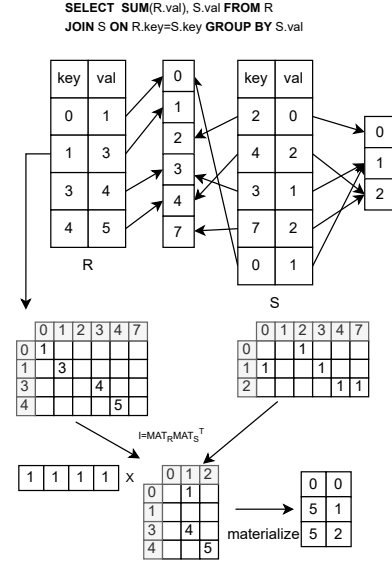 SELECT SUM(R.val), S.val FROM R
JOIN S ON R.key=S.key GROUP BY S.val
key val
0 1
1 3
3 4
4 5
R
0
1
2
3
4
7
key val
2 0
4 2
3 1
7 2
0 1
S
0
1
2
0 1 2 3 4 7
0 1
1 3
3 4
4 5
0 1 2 3 4 7
0 1
1 1 1
2 1 1
I=MAT_R MAT_S^T
1 1 1 1 X
0 1 2
0 1
1
3 4
4 5
materialize
0 0
5 1
5 2